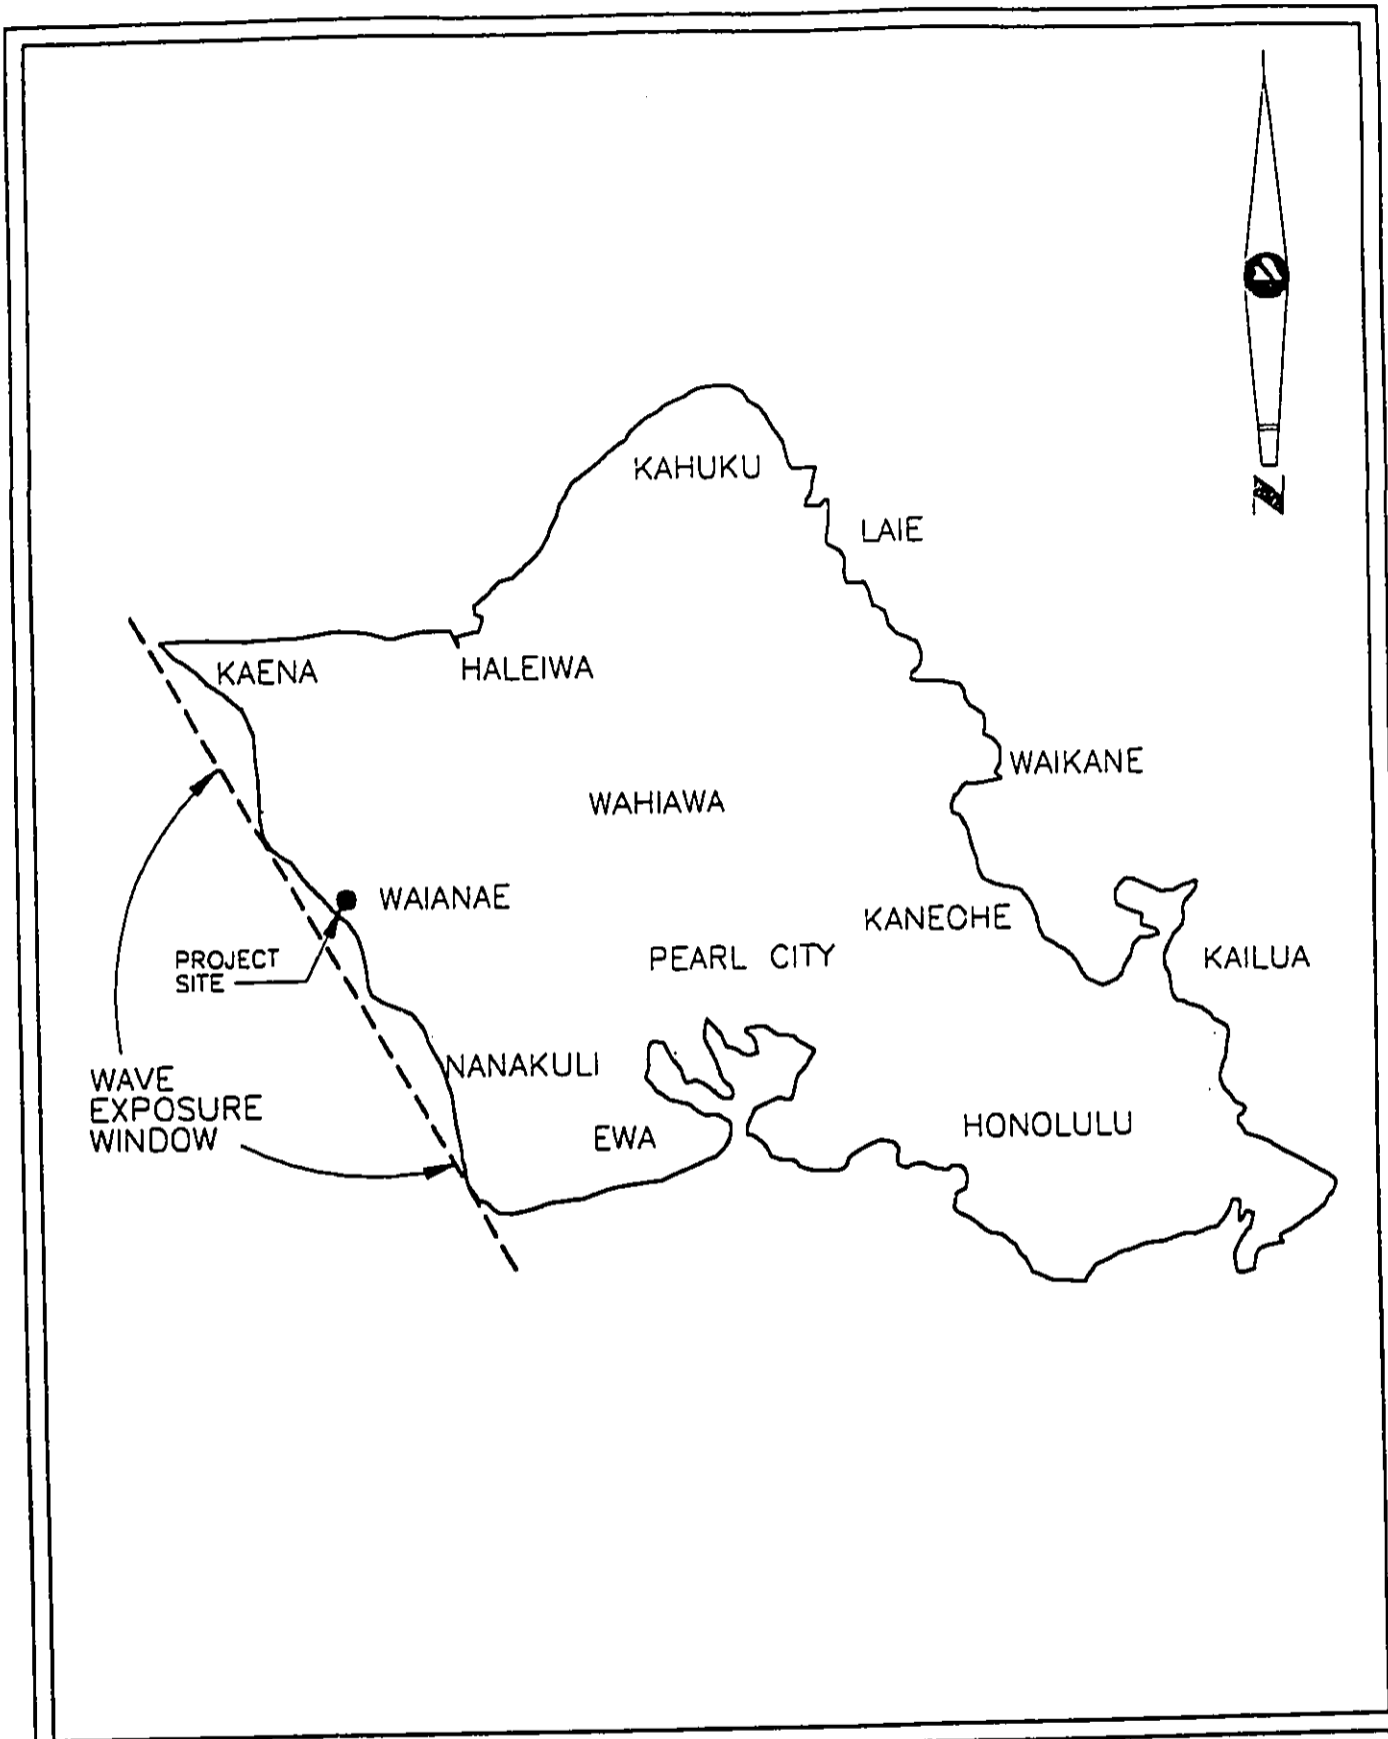 KAHUKU
LAIE
N
KAENA
HALEIWA
WAIKANE
WAHIAWA
WAIANAE
KANEOHE
PEARL CITY
KAILUA
PROJECT
SITE
NANAKULI
WAVE
EXPOSURE
WINDOW
EWA
HONOLULU